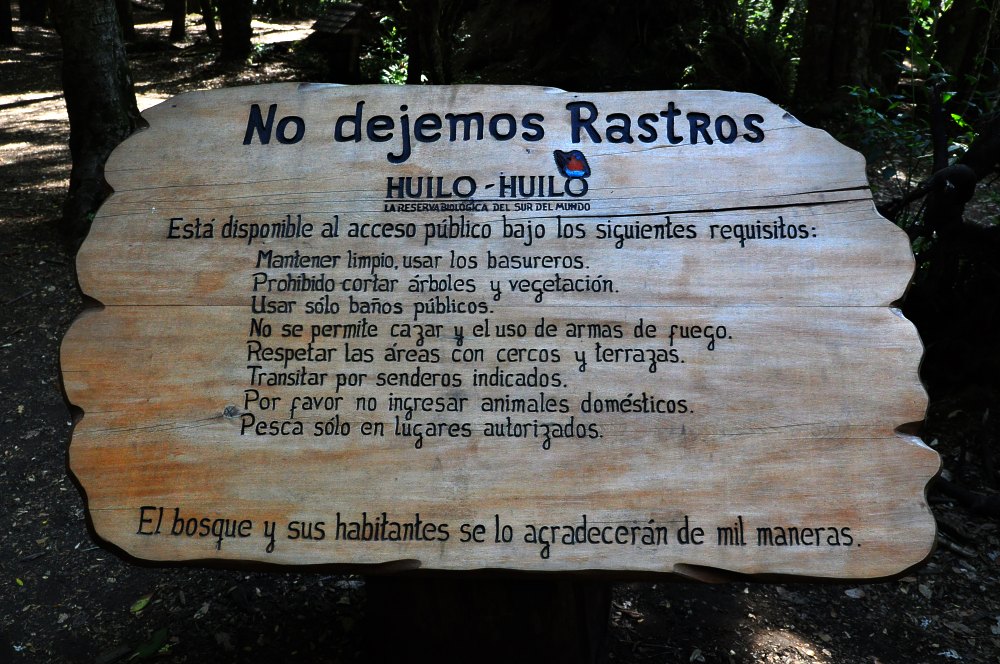 No dejemos Rastros
HUILO - HUILO
LA RESERVA BIOLÓGICA DEL SUR DEL MUNDO
Está disponible al acceso público bajo los siguientes requisitos:
Mantener limpio, usar los basureros.
Prohibido cortar árboles y vegetación.
Usar sólo baños públicos.
No se permite cazar y el uso de armas de fuego.
Respetar las áreas con cercos y terrazas.
Transitar por senderos indicados.
Por favor no ingresar animales domésticos.
Pesca sólo en lugares autorizados.
El bosque y sus habitantes se lo agradecerán de mil maneras.